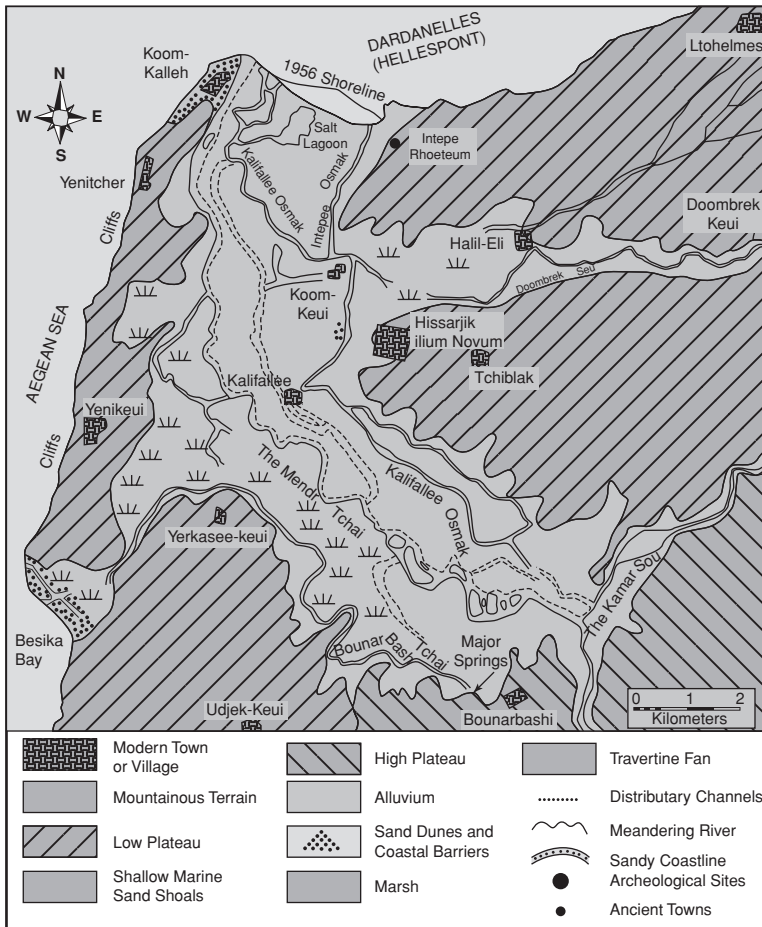 DARDANELLES
(HELLESPONT)
Ltohelmes
Koom-
Kalleh
1956 Shoreline
N
W
E
S
Salt
Lagoon
Intepe
Rhoeteum
Kalifallee Osmak
Intepee Osmak
Yenitcher
Cliffs
Doombrek
Keui
Halil-Eli
Doombrek Seu
Koom-
Keui
Hissarjik
ilium Novum
Tchiblak
AEGEAN SEA
Kalifallee
Yenikeui
Cliffs
The Mendr
Tchai
Kalifallee
Osmak
Yerkasee-keui
The Kamar Sou
Besika
Bay
Bounar
Bashi
Tchai
Major
Springs
Udjek-Keui
Bounarbashi
0 1 2
Kilometers
Modern Town
or Village
High Plateau
Travertine Fan
Mountainous Terrain
Alluvium
Distributary Channels
Low Plateau
Sand Dunes and
Coastal Barriers
Meandering River
Shallow Marine
Sand Shoals
Marsh
Sandy Coastline
Archeological Sites
Ancient Towns